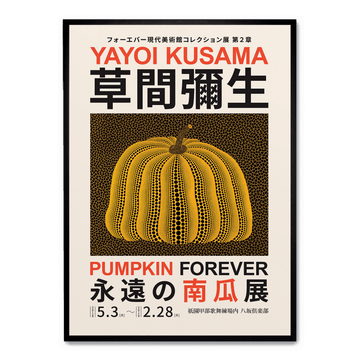 フォーエバー現代美術館コレクション展 第2章
YAYOI KUSAMA
草間彌生
PUMPKIN FOREVER
永遠の南瓜展
5.3 〜 2.28 祇園甲部歌舞練場内 八坂倶楽部